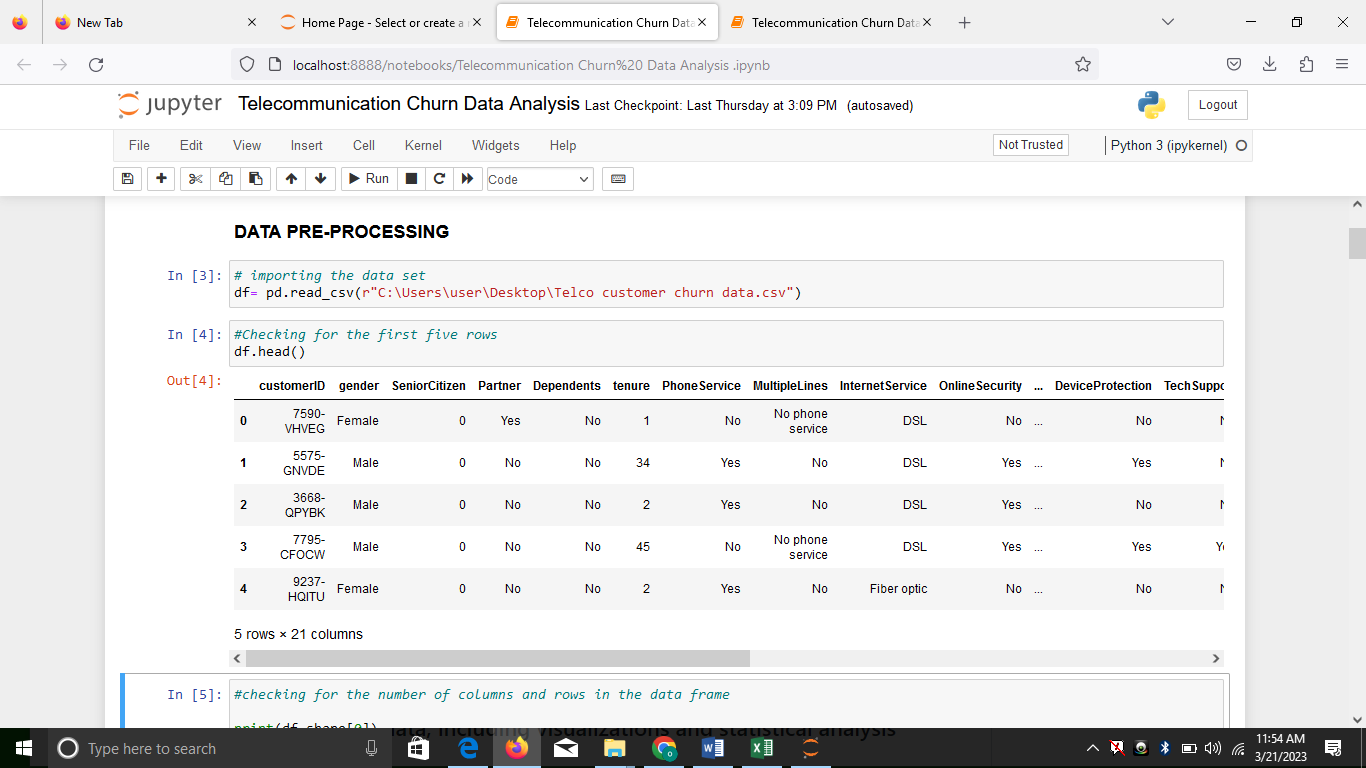 New Tab
Home Page - Select or create a
Telecommunication Churn Data
Telecommunication Churn Data
localhost:8888/notebooks/Telecommunication Churn%20 Data Analysis .ipynb
jupyter Telecommunication Churn Data Analysis Last Checkpoint: Last Thursday at 3:09 PM (autosaved)
Logout
File Edit View Insert Cell Kernel Widgets Help
Not Trusted
Python 3 (ipykernel)
Run
Code
DATA PRE-PROCESSING
In [3]: # importing the data set
df= pd.read_csv(r"C:\Users\user\Desktop\Telco customer churn data.csv")
In [4]: #Checking for the first five rows
df.head()
Out[4]:
customerID gender SeniorCitizen Partner Dependents tenure PhoneService MultipleLines InternetService OnlineSecurity ... DeviceProtection TechSuppo
0 7590-VHVEG Female 0 Yes No 1 No No phone service DSL No ... No
1 5575-GNVDE Male 0 No No 34 Yes No DSL Yes ... Yes
2 3668-QPYBK Male 0 No No 2 Yes No DSL Yes ... No
3 7795-CFOCW Male 0 No No 45 No No phone service DSL Yes ... Yes
4 9237-HQITU Female 0 No No 2 Yes No Fiber optic No ... No
5 rows × 21 columns
In [5]: #checking for the number of columns and rows in the data frame
print(df.shape[0])
data, including visualizations and statistical analysis
Type here to search
11:54 AM
3/21/2023